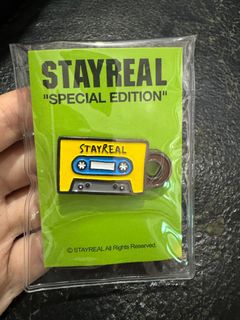 STAYREAL
"SPECIAL EDITION"
STAYREAL
© STAYREAL All Rights Reserved.